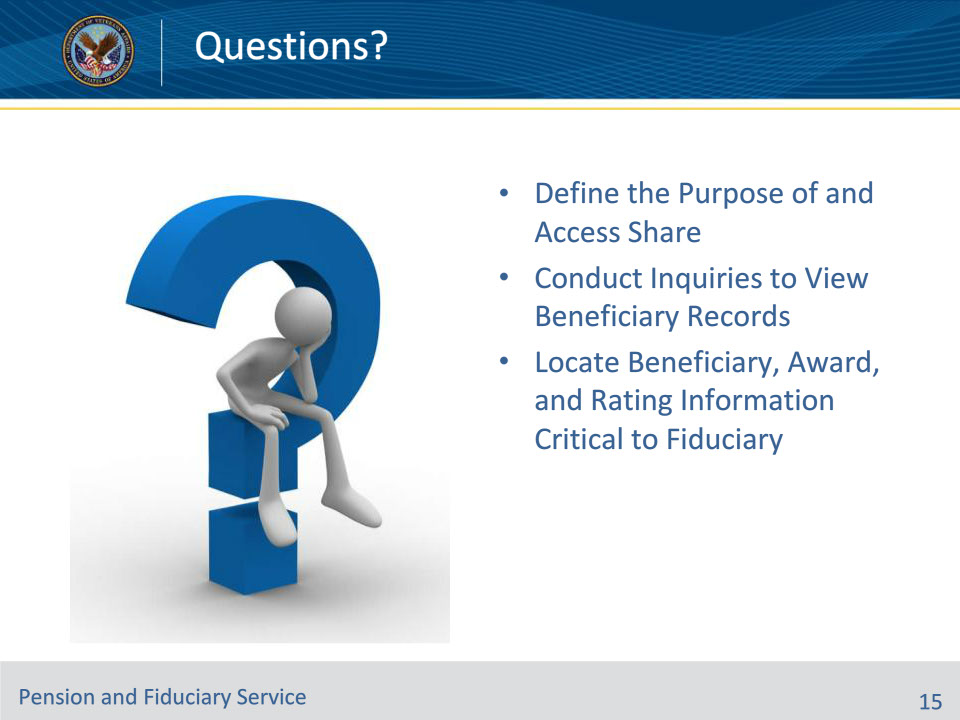 Questions?
• Define the Purpose of and
Access Share
• Conduct Inquiries to View
Beneficiary Records
• Locate Beneficiary, Award,
and Rating Information
Critical to Fiduciary
Pension and Fiduciary Service
15